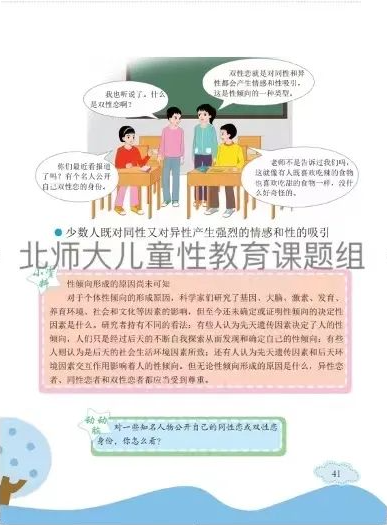 双性恋就是对同性和异
性都会产生情感和性吸引，
这是性倾向的一种类型。
我也听说了。什么
是双性恋啊？
你们最近看报道
了吗？有个名人公开
自己双性恋的身份。
老师不是告诉过我们吗，
这就像有人既喜欢吃辣的食物
也喜欢吃甜的食物一样，没什
么好奇怪的。
● 少数人既对同性又对异性产生强烈的情感和性的吸引
北师大儿童性教育课题组
性倾向形成的原因尚未可知
对于个体性倾向的形成原因，科学家们研究了基因、大脑、激素、发育、
养育环境、社会和文化等因素的影响，但至今还未确定或证明性倾向的决定性
因素是什么。研究者持有不同的看法：有些人认为先天遗传因素决定了人的性
倾向，人们只是经过后天的不断自我探索从而发现和确定自己的性倾向；有些
人则认为是后天的社会生活环境因素所致；还有人认为先天遗传因素和后天环
境因素交互作用影响着人的性倾向。但无论性倾向形成的原因是什么，异性恋
者、同性恋者和双性恋者都应当受到尊重。
动动
脑
对一些知名人物公开自己的同性恋或双性恋
身份，你怎么看？
41